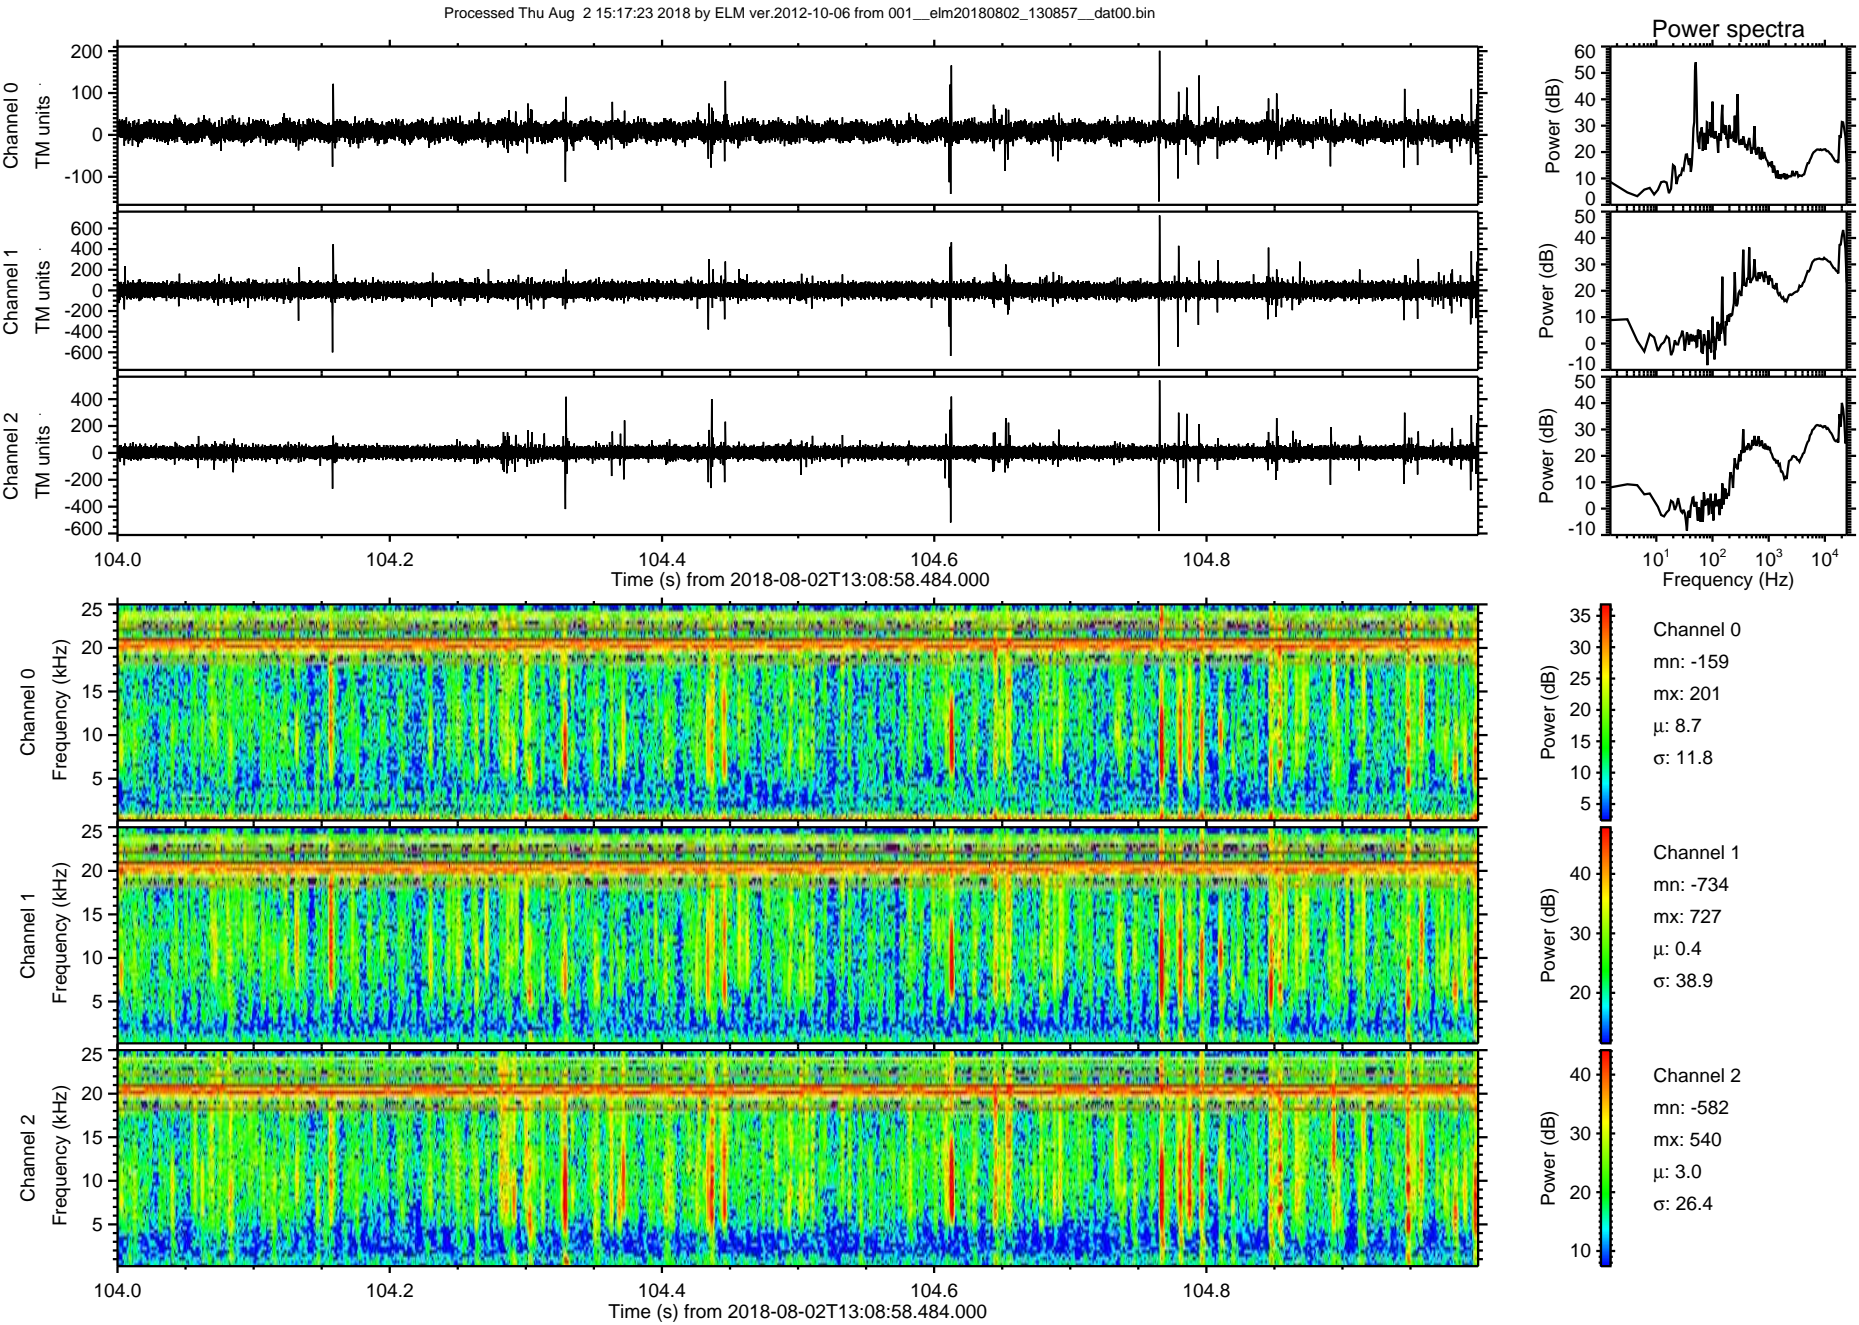 Processed Thu Aug  2 15:17:23 2018 by ELM ver.2012-10-06 from 001__elm20180802_130857__dat00.bin
Power spectra
Channel 0
TM units
200
100
0
-100
Power (dB)
60
50
40
30
20
10
0
Channel 1
TM units
600
400
200
0
-200
-400
-600
Power (dB)
50
40
30
20
10
0
-10
Channel 2
TM units
400
200
0
-200
-400
-600
Power (dB)
50
40
30
20
10
0
-10
104.0 104.2 104.4 104.6 104.8
Time (s) from 2018-08-02T13:08:58.484.000
10¹ 10² 10³ 10⁴
Frequency (Hz)
Channel 0
Frequency (kHz)
25
20
15
10
5
Power (dB)
35
30
25
20
15
10
5
Channel 0
mn: -159
mx: 201
µ: 8.7
σ: 11.8
Channel 1
Frequency (kHz)
25
20
15
10
5
Power (dB)
40
30
20
Channel 1
mn: -734
mx: 727
µ: 0.4
σ: 38.9
Channel 2
Frequency (kHz)
25
20
15
10
5
Power (dB)
40
30
20
10
Channel 2
mn: -582
mx: 540
µ: 3.0
σ: 26.4
104.0 104.2 104.4 104.6 104.8
Time (s) from 2018-08-02T13:08:58.484.000